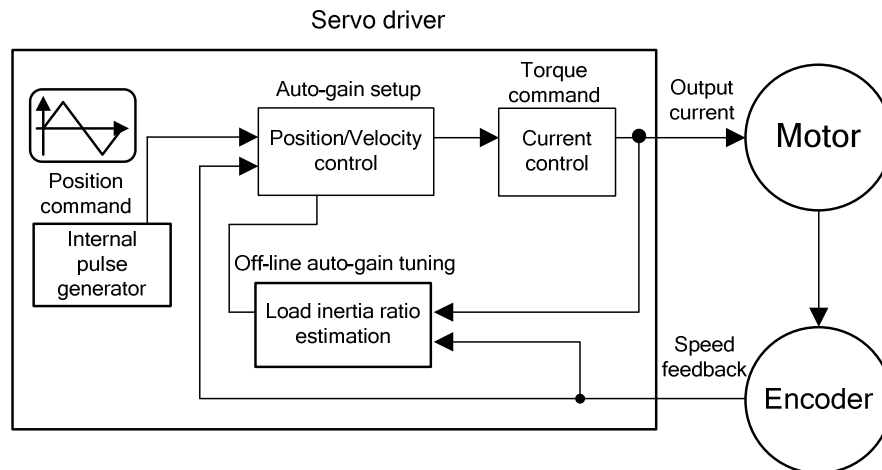 Servo driver
Auto-gain setup
Torque
command
Output
current
Position/Velocity
control
Current
control
Motor
Position
command
Internal
pulse
generator
Off-line auto-gain tuning
Load inertia ratio
estimation
Speed
feedback
Encoder